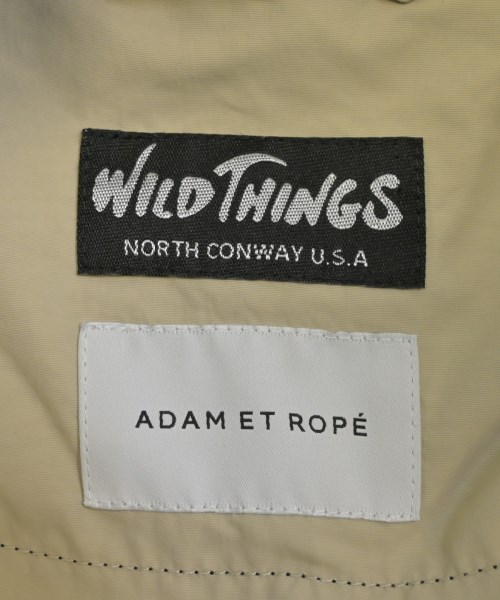 WILD THINGS
NORTH CONWAY U.S.A
ADAM ET ROPÉ